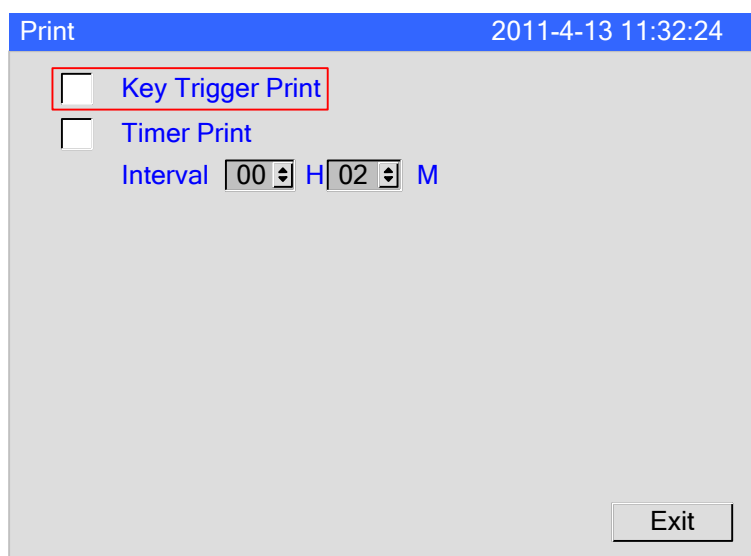 Print 2011-4-13 11:32:24
Key Trigger Print
Timer Print
Interval 00 H 02 M
Exit